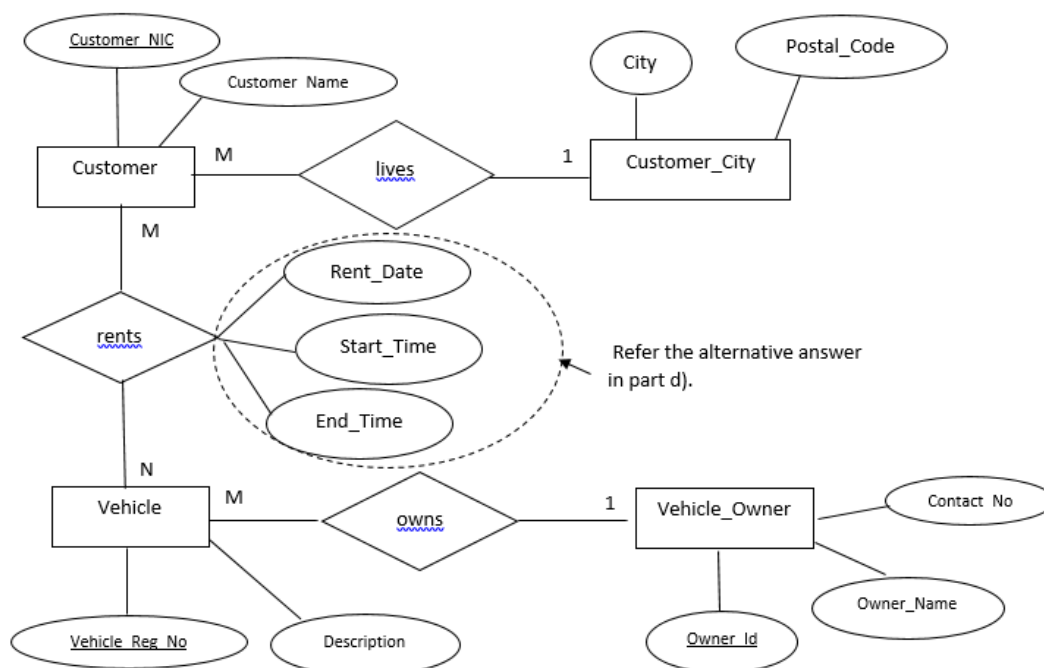 Customer_NIC
Customer_Name
City
Postal_Code
Customer
M
lives
1
Customer_City
M
Rent_Date
rents
Start_Time
Refer the alternative answer
in part d).
End_Time
N
Vehicle
M
owns
1
Vehicle_Owner
Contact_No
Owner_Name
Vehicle_Reg_No
Description
Owner_Id